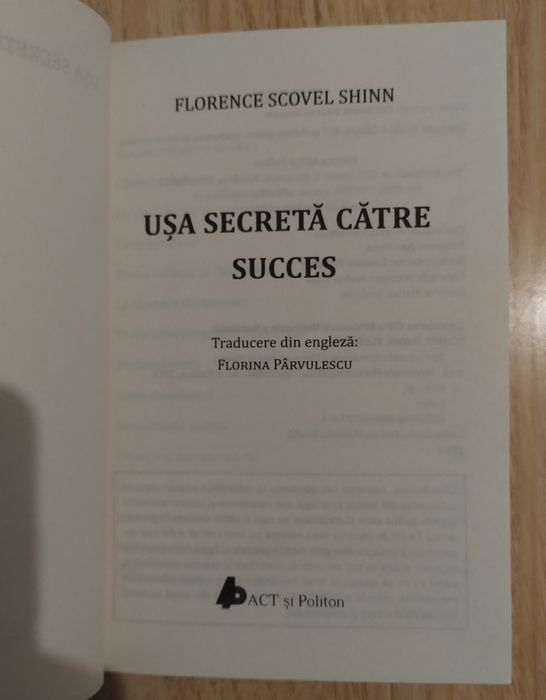 FLORENCE SCOVEL SHINN
UȘA SECRETĂ CĂTRE
SUCCES
Traducere din engleză:
FLORINA PÂRVULESCU
ACT și Politon